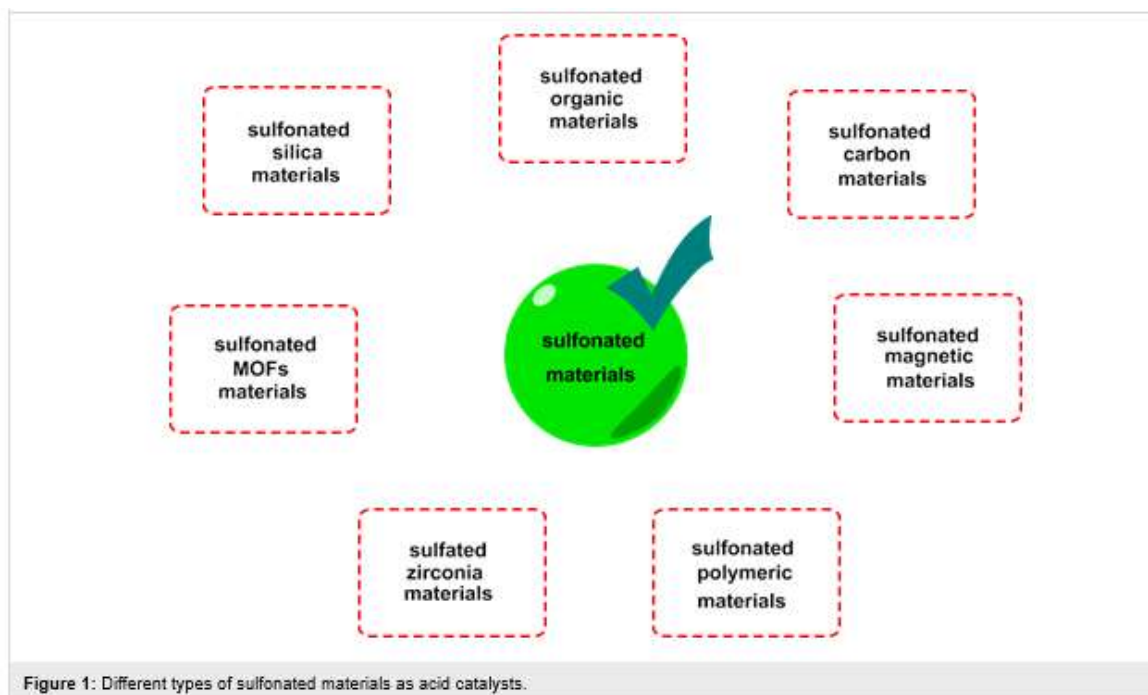 sulfonated
organic
materials
sulfonated
silica
materials
sulfonated
carbon
materials
sulfonated
materials
sulfonated
MOFs
materials
sulfonated
magnetic
materials
sulfated
zirconia
materials
sulfonated
polymeric
materials
Figure 1: Different types of sulfonated materials as acid catalysts.